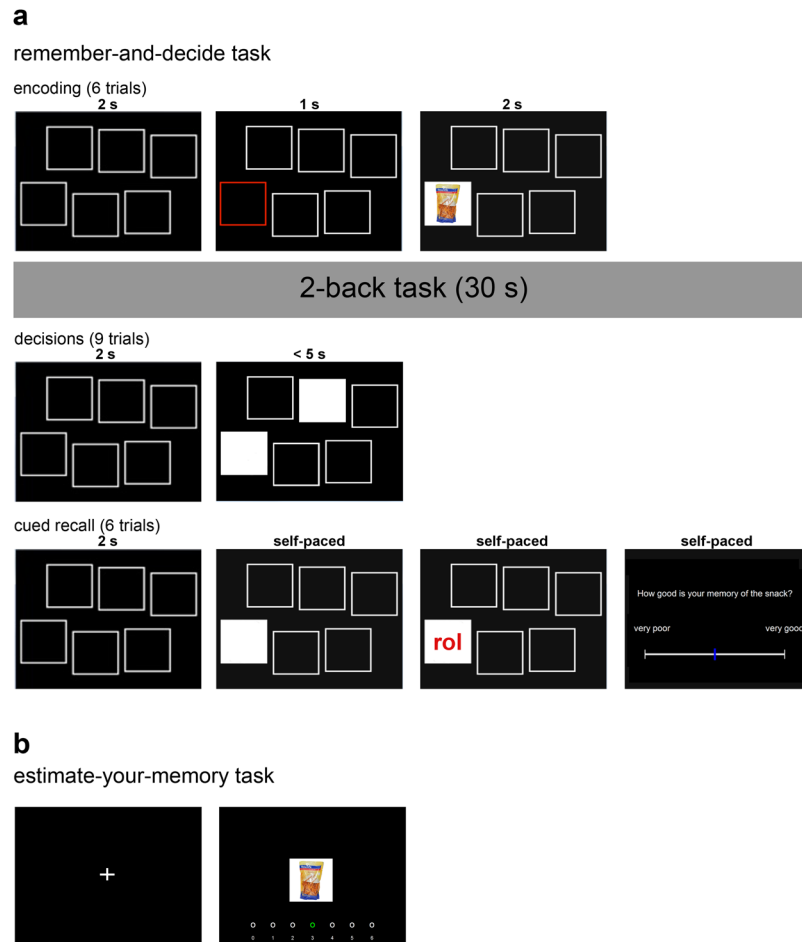 a
remember-and-decide task
encoding (6 trials)
2 s 1 s 2 s
2-back task (30 s)
decisions (9 trials)
2 s < 5 s
cued recall (6 trials)
2 s self-paced self-paced self-paced
How good is your memory of the snack?
very poor very good
rol
b
estimate-your-memory task
0 1 2 3 4 5 6